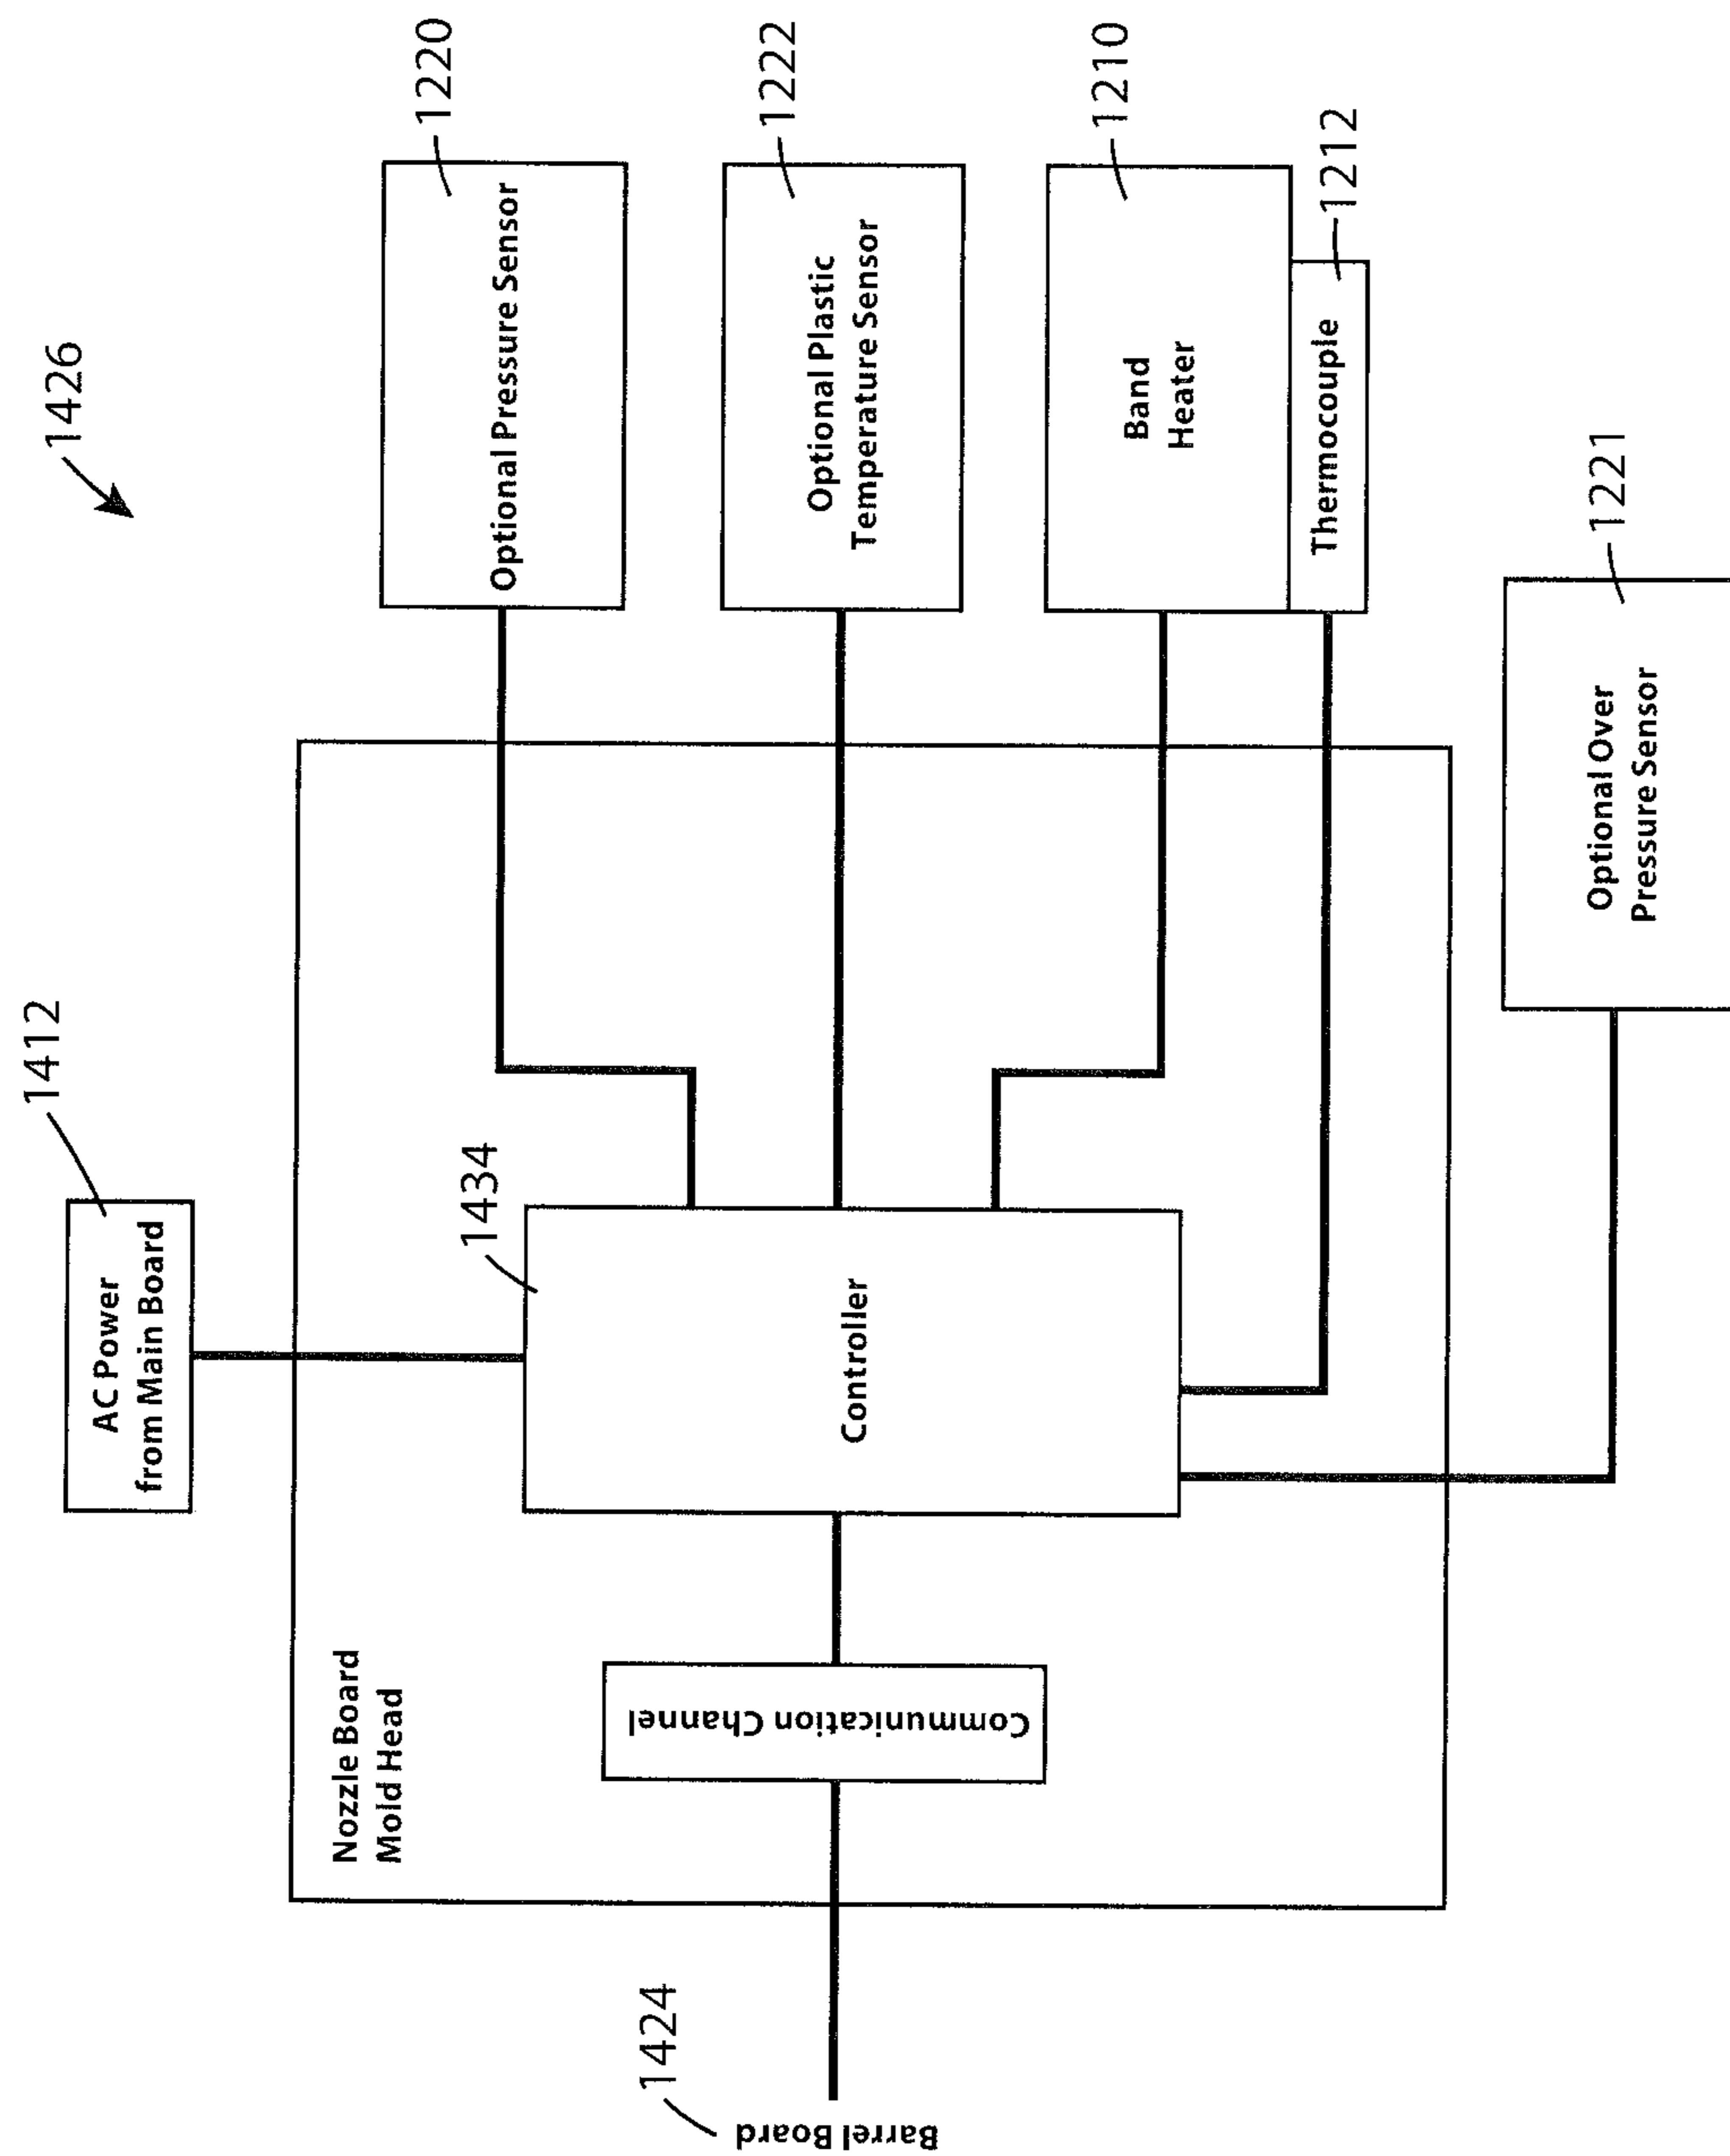 1426
1412
AC Power
from Main Board
1434
Nozzle Board
Mold Head
Controller
Communication Channel
1424
Barrel Board
1220
Optional Pressure Sensor
1222
Optional Plastic
Temperature Sensor
1210
Band
Heater
1212
Thermocouple
1221
Optional Over
Pressure Sensor